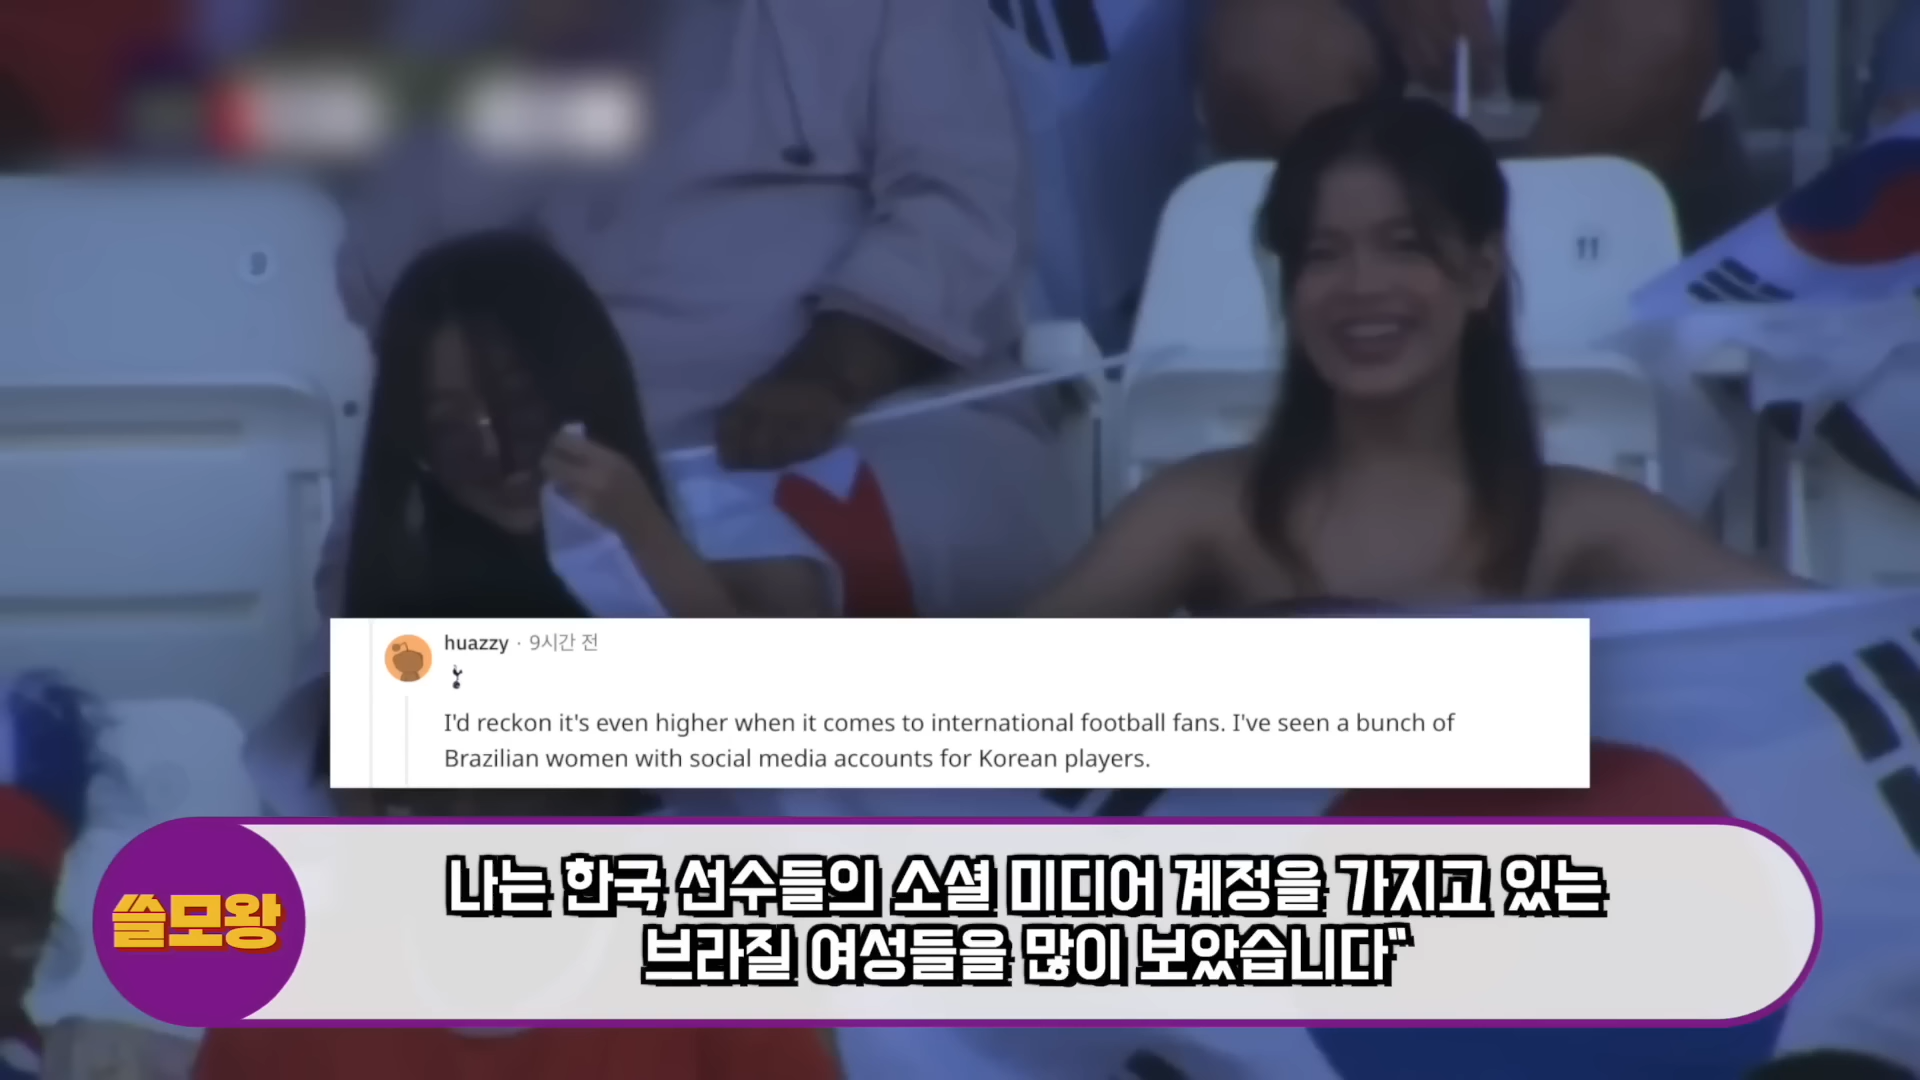 9
11
huazzy · 9시간 전
I'd reckon it's even higher when it comes to international football fans. I've seen a bunch of
Brazilian women with social media accounts for Korean players.
쓸모왕
나는 한국 선수들의 소셜 미디어 계정을 가지고 있는
브라질 여성들을 많이 보았습니다"